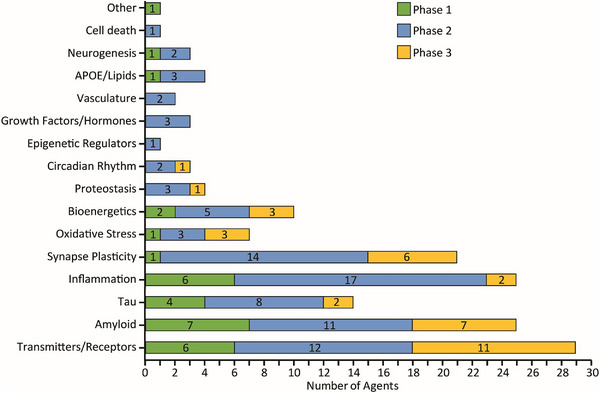 Phase 1
Phase 2
Phase 3
Other 1
Cell death 1
Neurogenesis 1 2
APOE/Lipids 1 3
Vasculature 2
Growth Factors/Hormones 3
Epigenetic Regulators 1
Circadian Rhythm 2 1
Proteostasis 3 1
Bioenergetics 2 5 3
Oxidative Stress 1 3 3
Synapse Plasticity 1 14 6
Inflammation 6 17 2
Tau 4 8 2
Amyloid 7 11 7
Transmitters/Receptors 6 12 11
0 2 4 6 8 10 12 14 16 18 20 22 24 26 28 30
Number of Agents